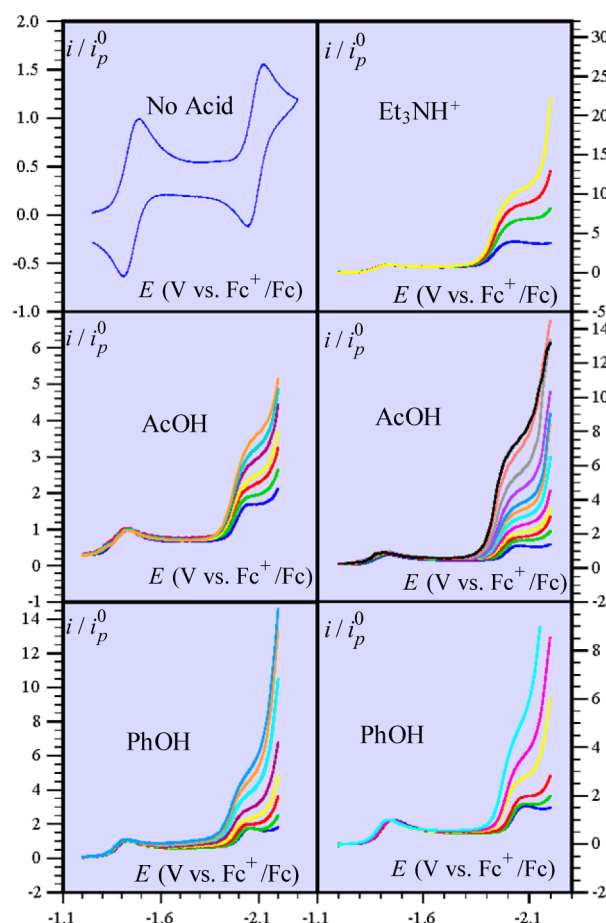 2.0
1.5
1.0
0.5
0.0
-0.5
-1.0
i / i_p^0
No Acid
E (V vs. Fc⁺/Fc)
i / i_p^0
Et₃NH⁺
E (V vs. Fc⁺/Fc)
30
25
20
15
10
5
0
-5
6
5
4
3
2
1
0
-1
i / i_p^0
AcOH
E (V vs. Fc⁺/Fc)
i / i_p^0
AcOH
E (V vs. Fc⁺/Fc)
14
12
10
8
6
4
2
0
-2
14
12
10
8
6
4
2
0
-2
i / i_p^0
PhOH
E (V vs. Fc⁺/Fc)
i / i_p^0
PhOH
E (V vs. Fc⁺/Fc)
8
6
4
2
0
-2
-1.1 -1.6 -2.1 -1.1 -1.6 -2.1